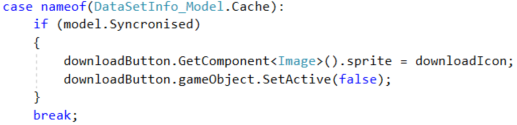 case nameof(DataSetInfo_Model.Cache):
if (model.Syncronised)
{
downloadButton.GetComponent<Image>().sprite = downloadIcon;
downloadButton.gameObject.SetActive(false);
}
break;